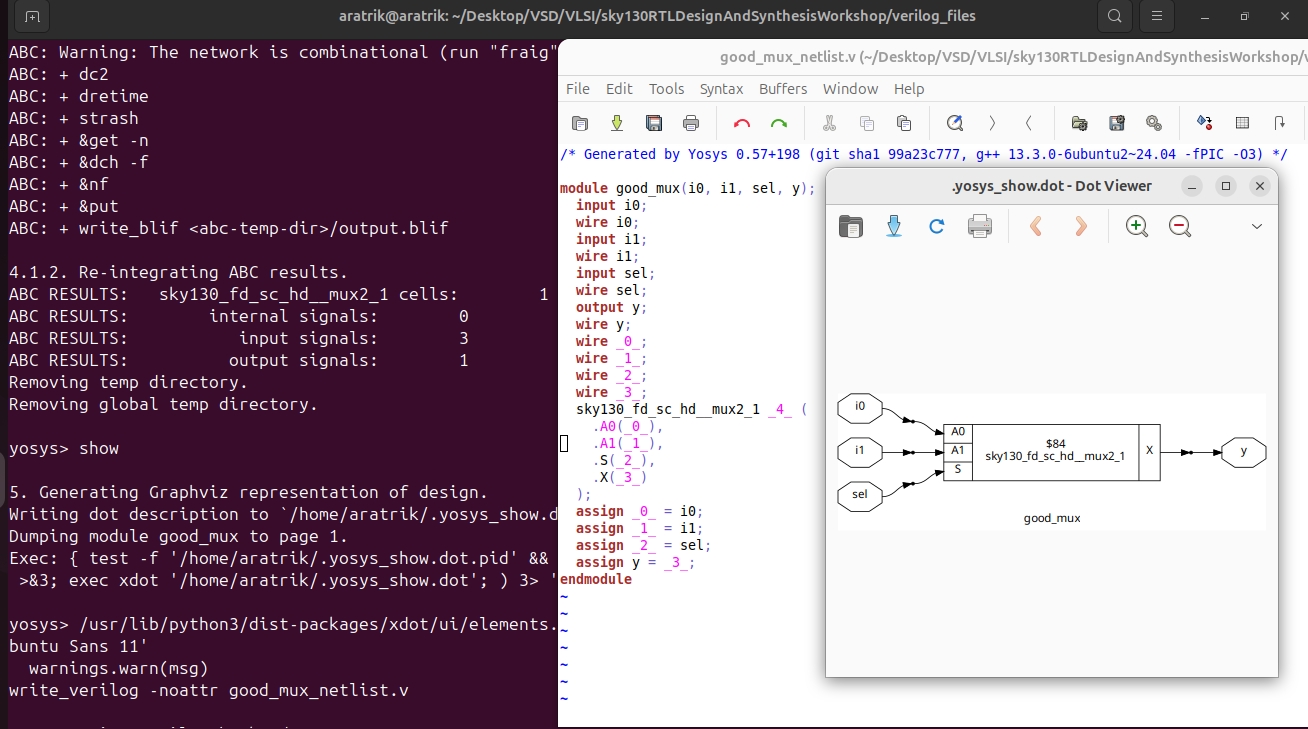 aratrik@aratrik: ~/Desktop/VSD/VLSI/sky130RTLDesignAndSynthesisWorkshop/verilog_files
ABC: Warning: The network is combinational (run "fraig"
ABC: + dc2
ABC: + dretime
ABC: + strash
ABC: + &get -n
ABC: + &dch -f
ABC: + &nf
ABC: + &put
ABC: + write_blif <abc-temp-dir>/output.blif
4.1.2. Re-integrating ABC results.
ABC RESULTS:   sky130_fd_sc_hd__mux2_1 cells:        1
ABC RESULTS:        internal signals:        0
ABC RESULTS:           input signals:        3
ABC RESULTS:          output signals:        1
Removing temp directory.
Removing global temp directory.
yosys> show
5. Generating Graphviz representation of design.
Writing dot description to `/home/aratrik/.yosys_show.d
Dumping module good_mux to page 1.
Exec: { test -f '/home/aratrik/.yosys_show.dot.pid' &&
 >&3; exec xdot '/home/aratrik/.yosys_show.dot'; ) 3> '
yosys> /usr/lib/python3/dist-packages/xdot/ui/elements.
buntu Sans 11'
  warnings.warn(msg)
write_verilog -noattr good_mux_netlist.v
good_mux_netlist.v (~/Desktop/VSD/VLSI/sky130RTLDesignAndSynthesisWorkshop/v
File Edit Tools Syntax Buffers Window Help
/* Generated by Yosys 0.57+198 (git sha1 99a23c777, g++ 13.3.0-6ubuntu2~24.04 -fPIC -O3) */
module good_mux(i0, i1, sel, y);
  input i0;
  wire i0;
  input i1;
  wire i1;
  input sel;
  wire sel;
  output y;
  wire y;
  wire _0_;
  wire _1_;
  wire _2_;
  wire _3_;
  sky130_fd_sc_hd__mux2_1 _4_ (
    .A0(_0_),
    .A1(_1_),
    .S(_2_),
    .X(_3_)
  );
  assign _0_ = i0;
  assign _1_ = i1;
  assign _2_ = sel;
  assign y = _3_;
endmodule
~
~
~
~
~
~
~
.yosys_show.dot - Dot Viewer
i0
i1
sel
A0
A1
S
$84
sky130_fd_sc_hd__mux2_1
X
y
good_mux